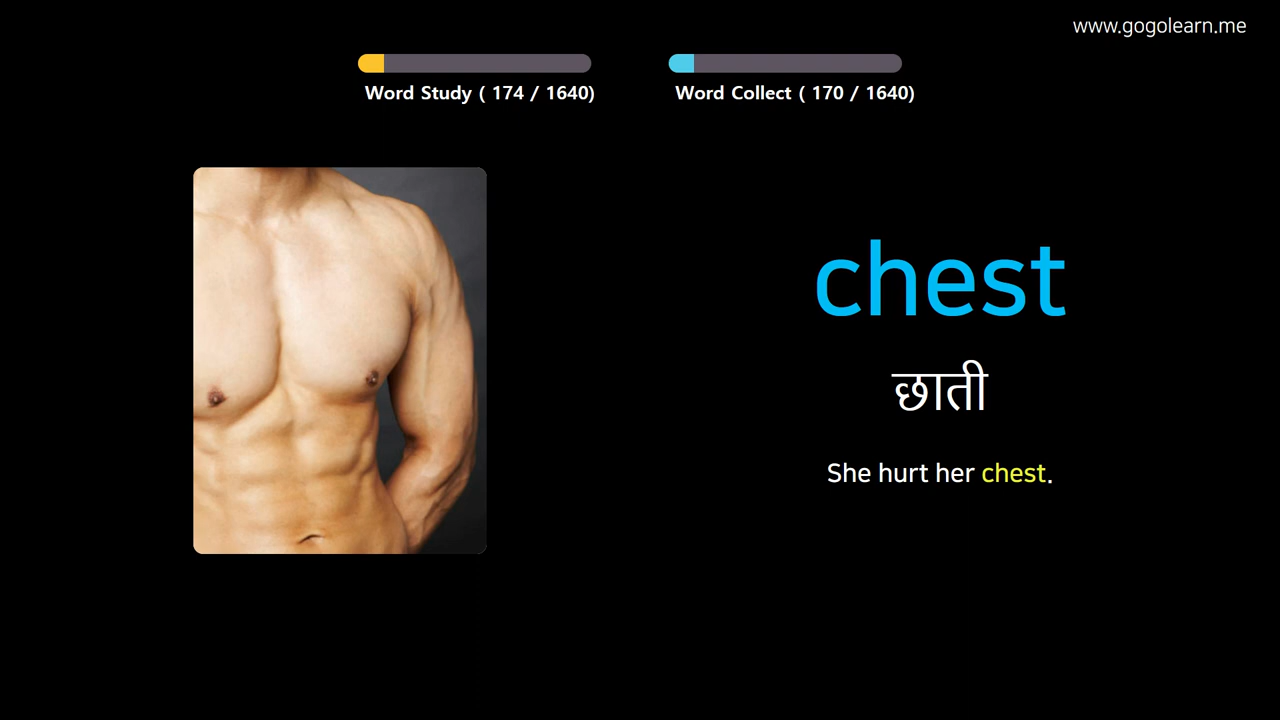 www.gogolearn.me
Word Study ( 174 / 1640)
Word Collect ( 170 / 1640)
chest
छाती
She hurt her chest.